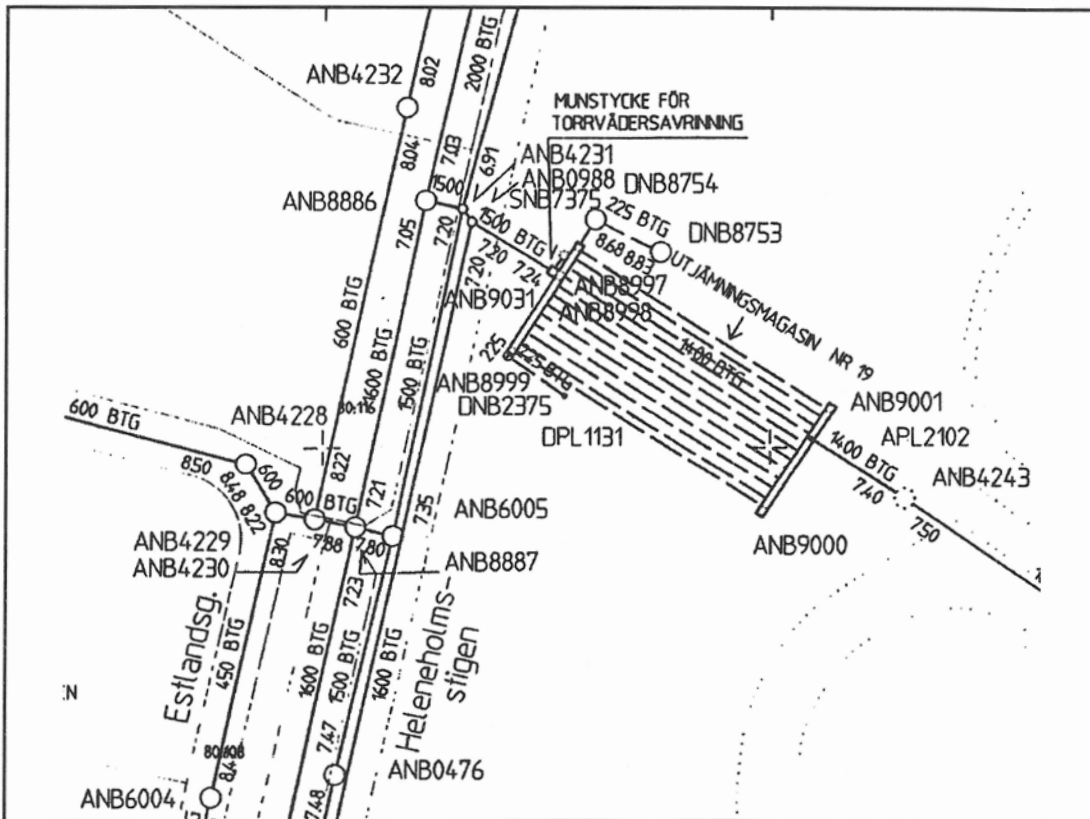 ANB4232
8.02
2000 BTG
MUNSTYCKE FÖR
TORRVÄDERSAVRINNING
8.04
7.03
6.91
ANB4231
ANB0988
SNB7375
DNB8754
ANB8886
1500
225 BTG
DNB8753
7.05
7.20
1500 BTG
8.68
8.83
UTJÄMNINGSMAGASIN NR 19
7.20
7.24
7.20
ANB9031
ANB8997
ANB8998
600 BTG
1600 BTG
1500 BTG
1400 BTG
225
225 BTG
ANB8999
DNB2375
DPL1131
ANB9001
APL2102
ANB4243
1400 BTG
7.40
7.50
ANB9000
600 BTG
ANB4228
80:116
8.50
600
8.22
8.48
8.22
600 BTG
7.21
7.35
ANB6005
ANB4229
ANB4230
8.30
7.88
7.80
ANB8887
7.23
Estlandsg.
450 BTG
1600 BTG
1500 BTG
1600 BTG
Heleneholms-
stigen
:N
7.47
ANB0476
ANB6004
7.48